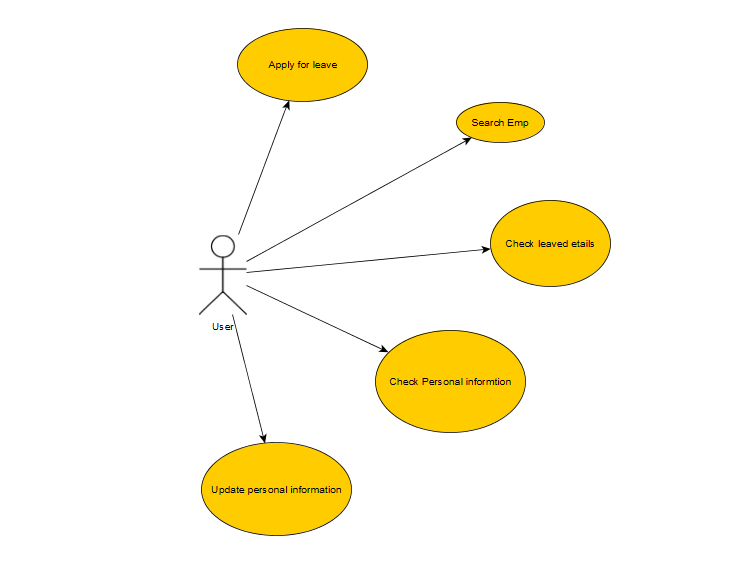 Apply for leave
Search Emp
Check leaved etails
User
Check Personal informtion
Update personal information